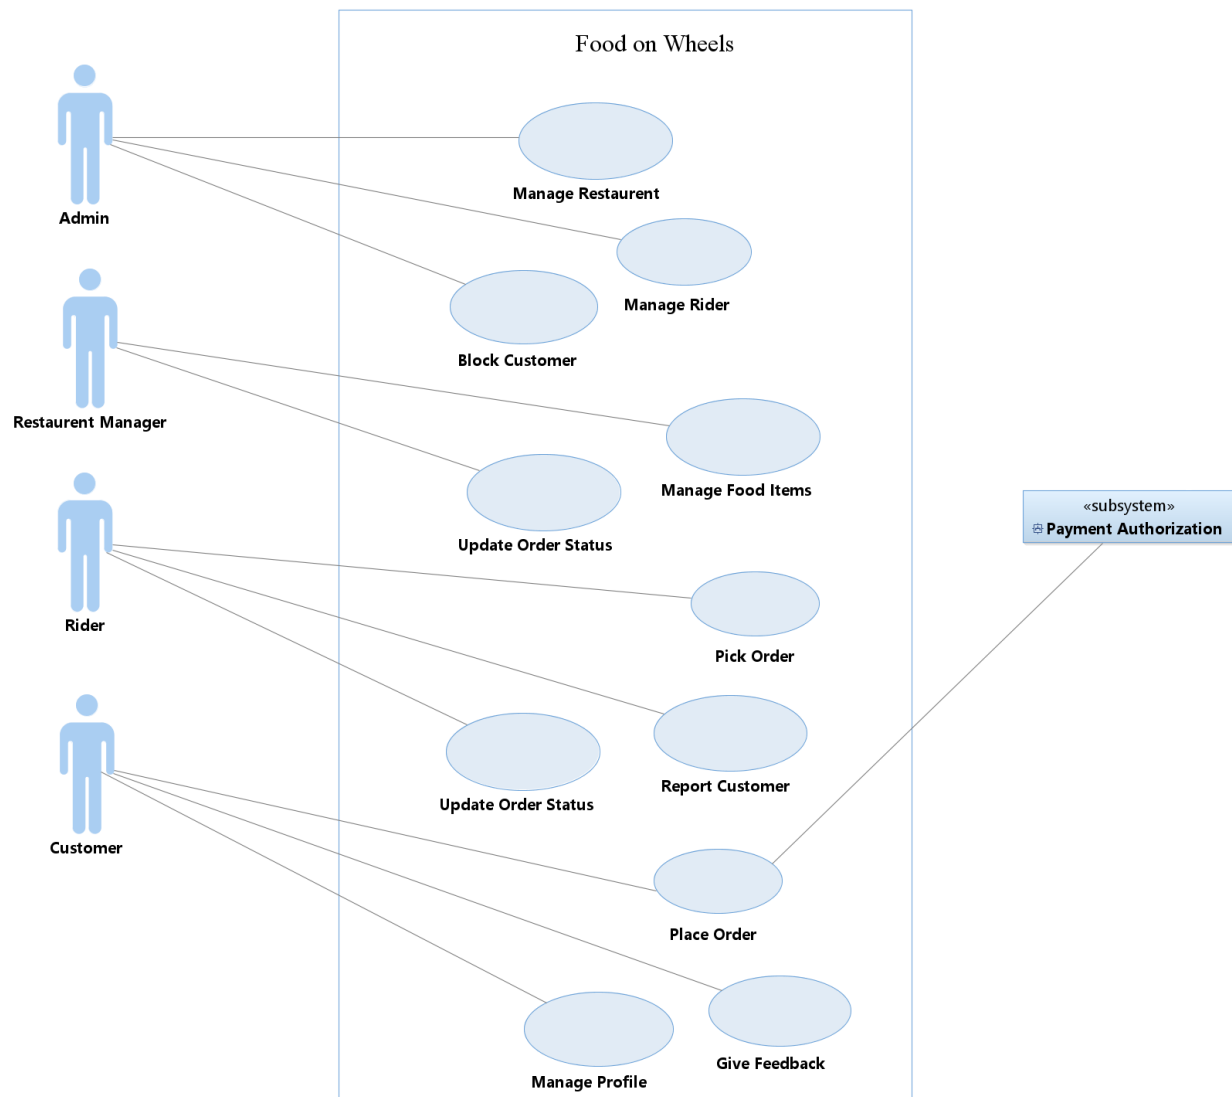 Food on Wheels
Admin
Manage Restaurent
Manage Rider
Block Customer
Restaurent Manager
Manage Food Items
Update Order Status
«subsystem»
Payment Authorization
Rider
Pick Order
Report Customer
Update Order Status
Customer
Place Order
Give Feedback
Manage Profile